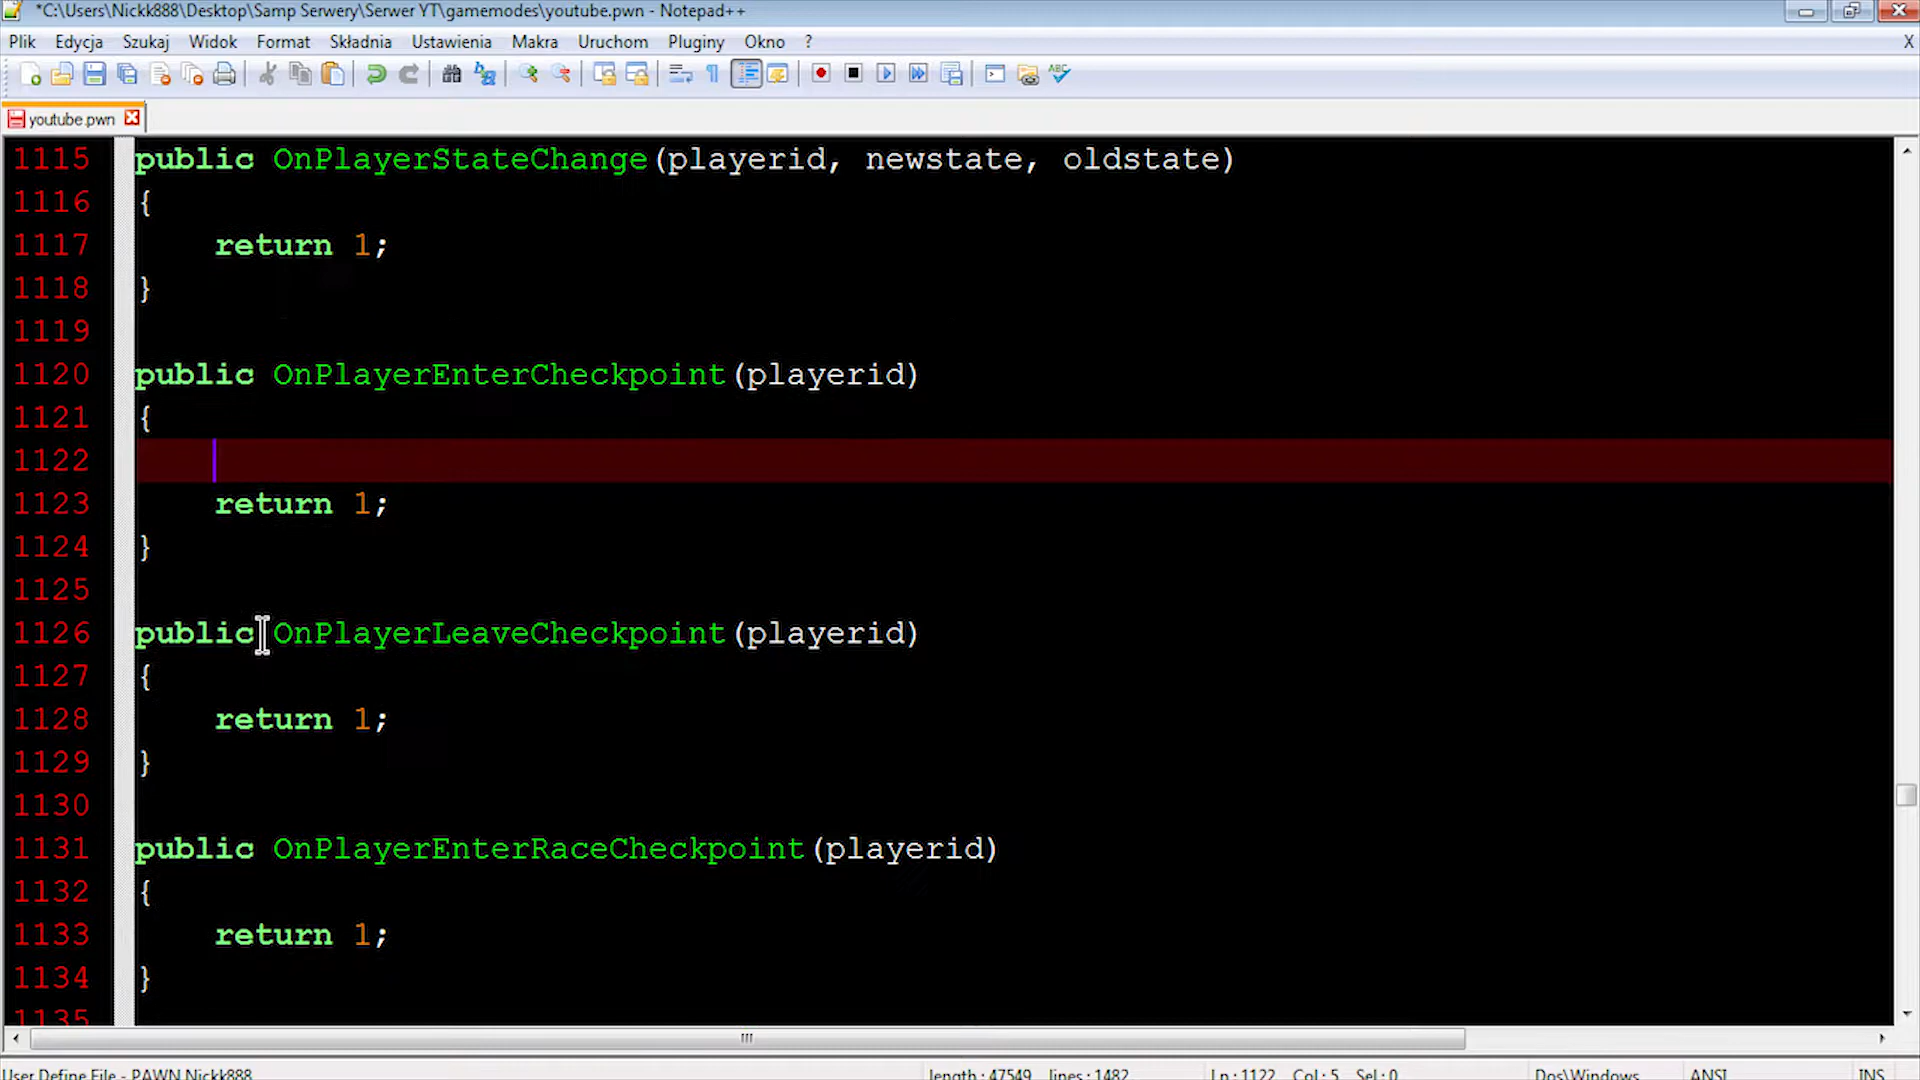 *C:\Users\Nickk888\Desktop\Samp Serwery\Serwer YT\gamemodes\youtube.pwn - Notepad++
Plik Edycja Szukaj Widok Format Składnia Ustawienia Makra Uruchom Pluginy Okno ? X
youtube.pwn
1115 public OnPlayerStateChange(playerid, newstate, oldstate)
1116 {
1117 return 1;
1118 }
1119
1120 public OnPlayerEnterCheckpoint(playerid)
1121 {
1122
1123 return 1;
1124 }
1125
1126 public OnPlayerLeaveCheckpoint(playerid)
1127 {
1128 return 1;
1129 }
1130
1131 public OnPlayerEnterRaceCheckpoint(playerid)
1132 {
1133 return 1;
1134 }
1135
User Define File - PAWN Nickk888 length : 47549 lines : 1482 Ln : 1122 Col : 5 Sel : 0 Dos\Windows ANSI INS